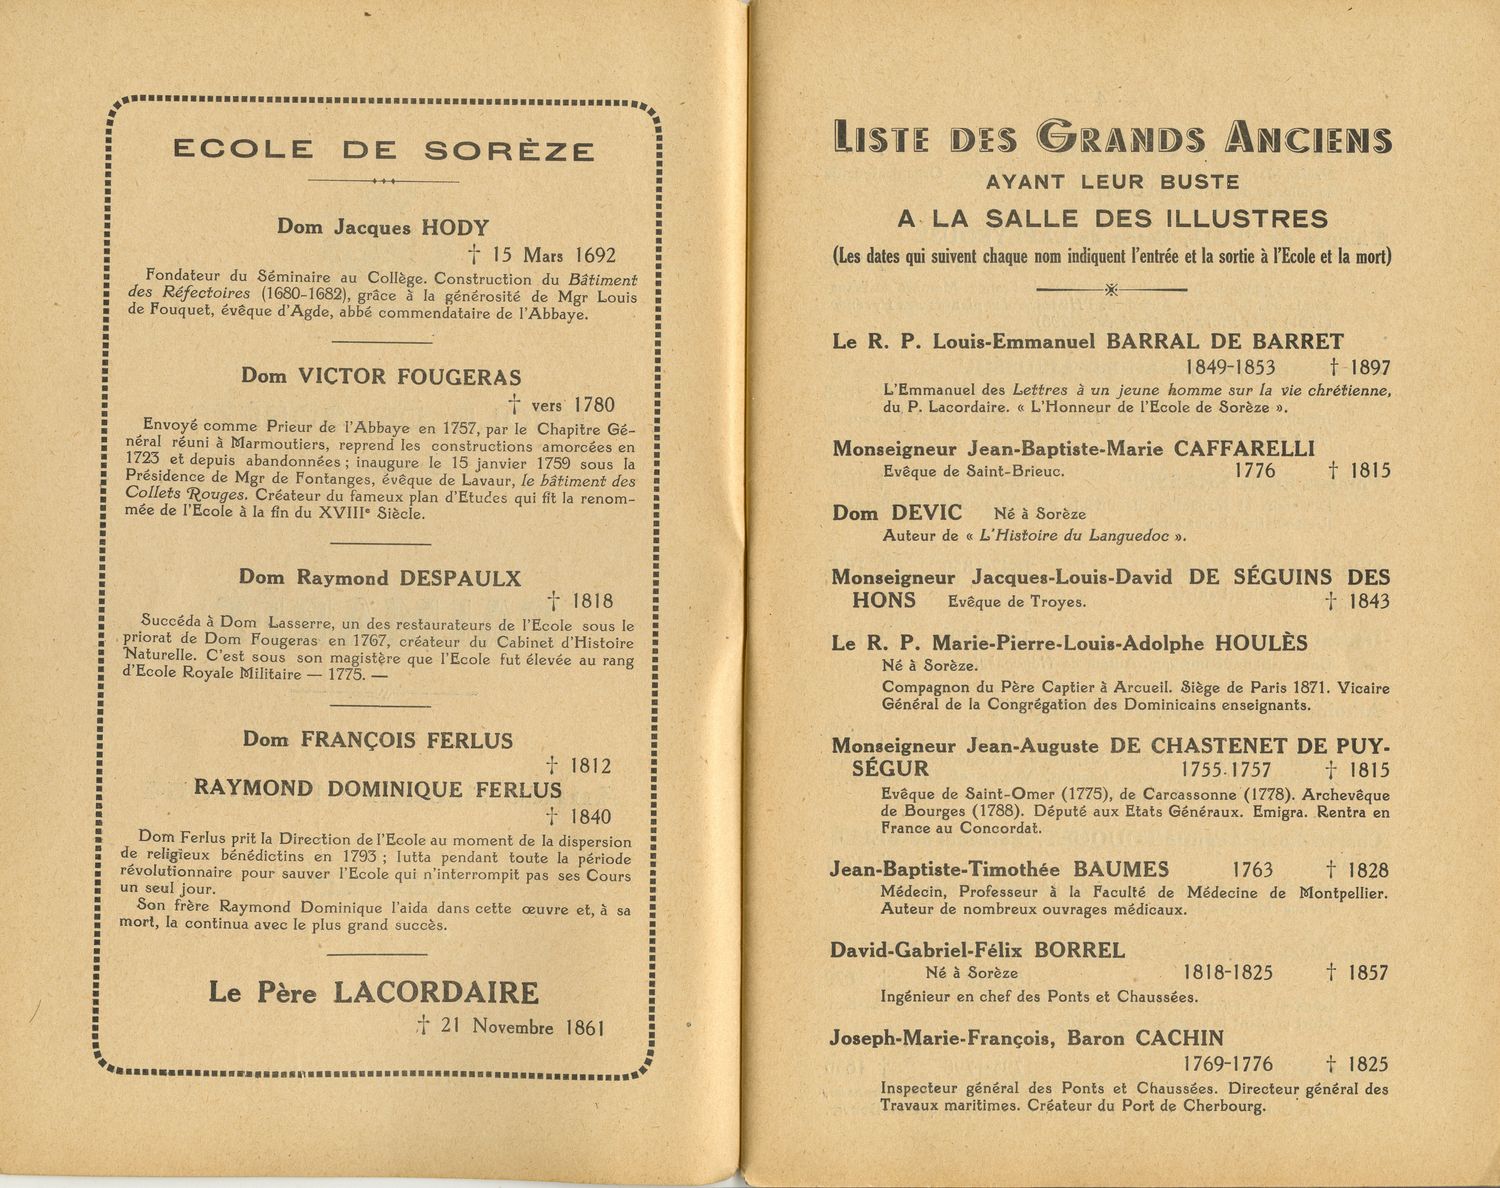 ECOLE DE SORÈZE
Dom Jacques HODY
† 15 Mars 1692
Fondateur du Séminaire au Collège. Construction du Bâtiment
des Réfectoires (1680-1682), grâce à la générosité de Mgr Louis
de Fouquet, évêque d'Agde, abbé commendataire de l'Abbaye.
Dom VICTOR FOUGERAS
† vers 1780
Envoyé comme Prieur de l'Abbaye en 1757, par le Chapitre Gé-
néral réuni à Marmoutiers, reprend les constructions amorcées en
1723 et depuis abandonnées ; inaugure le 15 janvier 1759 sous la
Présidence de Mgr de Fontanges, évêque de Lavaur, le bâtiment des
Collets Rouges. Créateur du fameux plan d'Etudes qui fit la renom-
mée de l'Ecole à la fin du XVIIIe Siècle.
Dom Raymond DESPAULX
† 1818
Succéda à Dom Lasserre, un des restaurateurs de l'Ecole sous le
priorat de Dom Fougeras en 1767, créateur du Cabinet d'Histoire
Naturelle. C'est sous son magistère que l'Ecole fut élevée au rang
d'Ecole Royale Militaire — 1775. —
Dom FRANÇOIS FERLUS
† 1812
RAYMOND DOMINIQUE FERLUS
† 1840
Dom Ferlus prit la Direction de l'Ecole au moment de la dispersion
de religieux bénédictins en 1793 ; lutta pendant toute la période
révolutionnaire pour sauver l'Ecole qui n'interrompit pas ses Cours
un seul jour.
Son frère Raymond Dominique l'aida dans cette œuvre et, à sa
mort, la continua avec le plus grand succès.
Le Père LACORDAIRE
† 21 Novembre 1861
LISTE DES GRANDS ANCIENS
AYANT LEUR BUSTE
A LA SALLE DES ILLUSTRES
(Les dates qui suivent chaque nom indiquent l'entrée et la sortie à l'Ecole et la mort)
Le R. P. Louis-Emmanuel BARRAL DE BARRET
1849-1853 † 1897
L'Emmanuel des Lettres à un jeune homme sur la vie chrétienne,
du P. Lacordaire. « L'Honneur de l'Ecole de Sorèze ».
Monseigneur Jean-Baptiste-Marie CAFFARELLI
Evêque de Saint-Brieuc. 1776 † 1815
Dom DEVIC Né à Sorèze
Auteur de « L'Histoire du Languedoc ».
Monseigneur Jacques-Louis-David DE SÉGUINS DES
HONS Evêque de Troyes. † 1843
Le R. P. Marie-Pierre-Louis-Adolphe HOULÈS
Né à Sorèze.
Compagnon du Père Captier à Arcueil. Siège de Paris 1871. Vicaire
Général de la Congrégation des Dominicains enseignants.
Monseigneur Jean-Auguste DE CHASTENET DE PUY-
SÉGUR 1755-1757 † 1815
Evêque de Saint-Omer (1775), de Carcassonne (1778). Archevêque
de Bourges (1788). Député aux Etats Généraux. Emigra. Rentra en
France au Concordat.
Jean-Baptiste-Timothée BAUMES 1763 † 1828
Médecin, Professeur à la Faculté de Médecine de Montpellier.
Auteur de nombreux ouvrages médicaux.
David-Gabriel-Félix BORREL
Né à Sorèze 1818-1825 † 1857
Ingénieur en chef des Ponts et Chaussées.
Joseph-Marie-François, Baron CACHIN
1769-1776 † 1825
Inspecteur général des Ponts et Chaussées. Directeur général des
Travaux maritimes. Créateur du Port de Cherbourg.